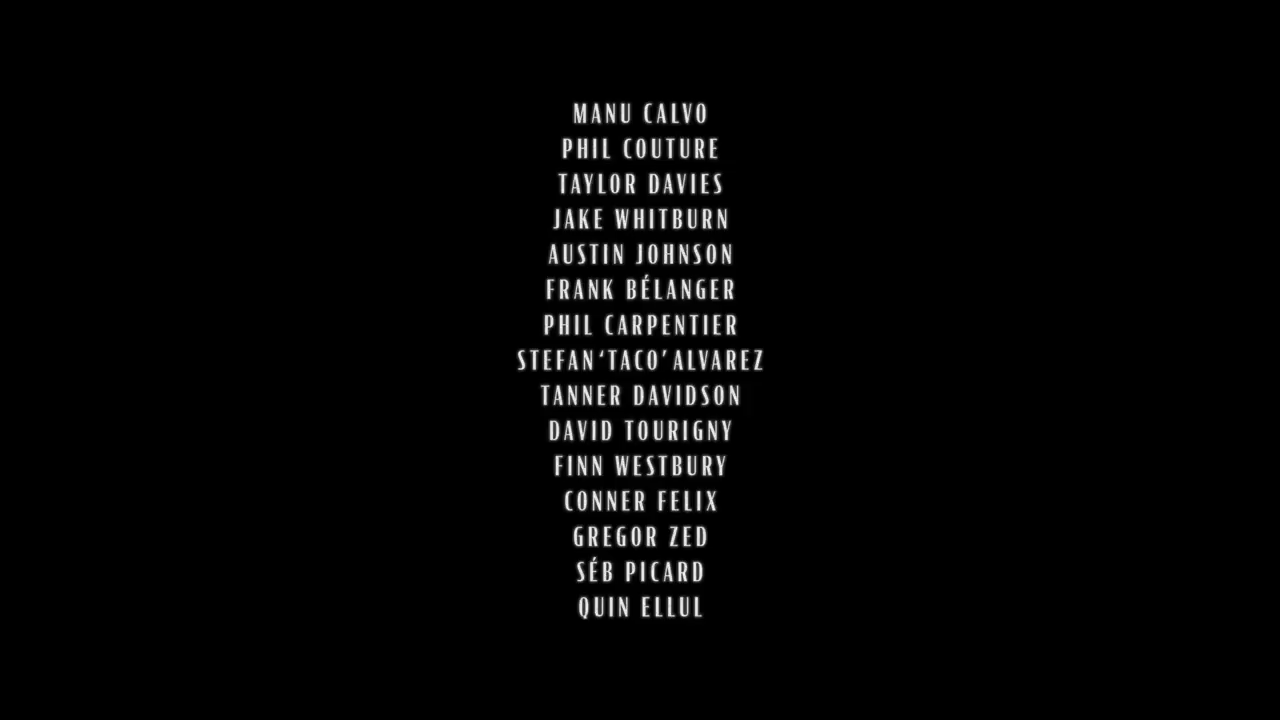 MANU CALVO
PHIL COUTURE
TAYLOR DAVIES
JAKE WHITBURN
AUSTIN JOHNSON
FRANK BÉLANGER
PHIL CARPENTIER
STEFAN ‘TACO’ ALVAREZ
TANNER DAVIDSON
DAVID TOURIGNY
FINN WESTBURY
CONNER FELIX
GREGOR ZED
SÉB PICARD
QUIN ELLUL